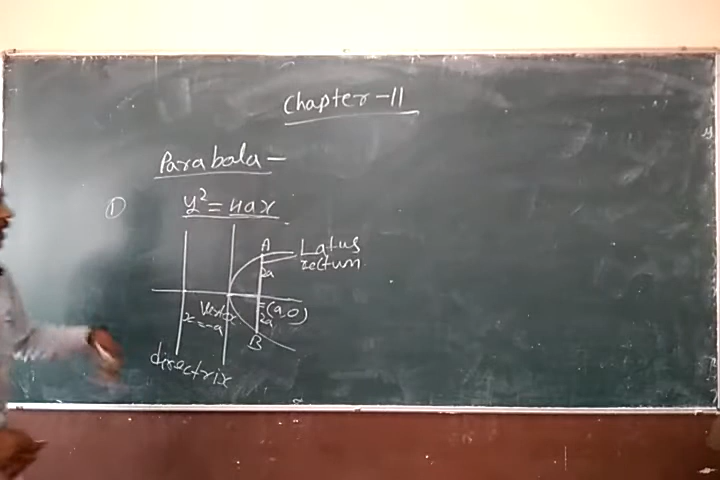 Chapter-11
Parabola-
① y² = 4ax
A
Latus
rectum
2a
Vertex
(a,0)
x=-a
2a
B
directrix